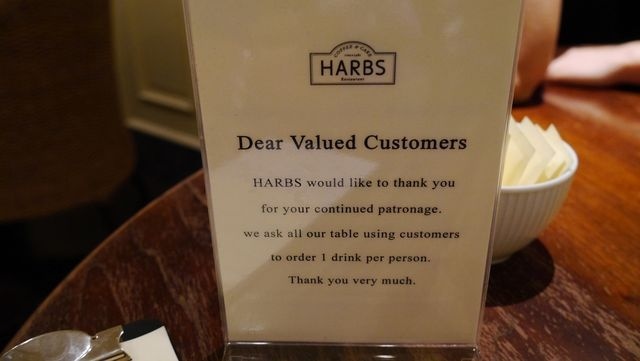 COFFEE & CAKE
HARBS
Restaurant
Dear Valued Customers
HARBS would like to thank you
for your continued patronage.
we ask all our table using customers
to order 1 drink per person.
Thank you very much.